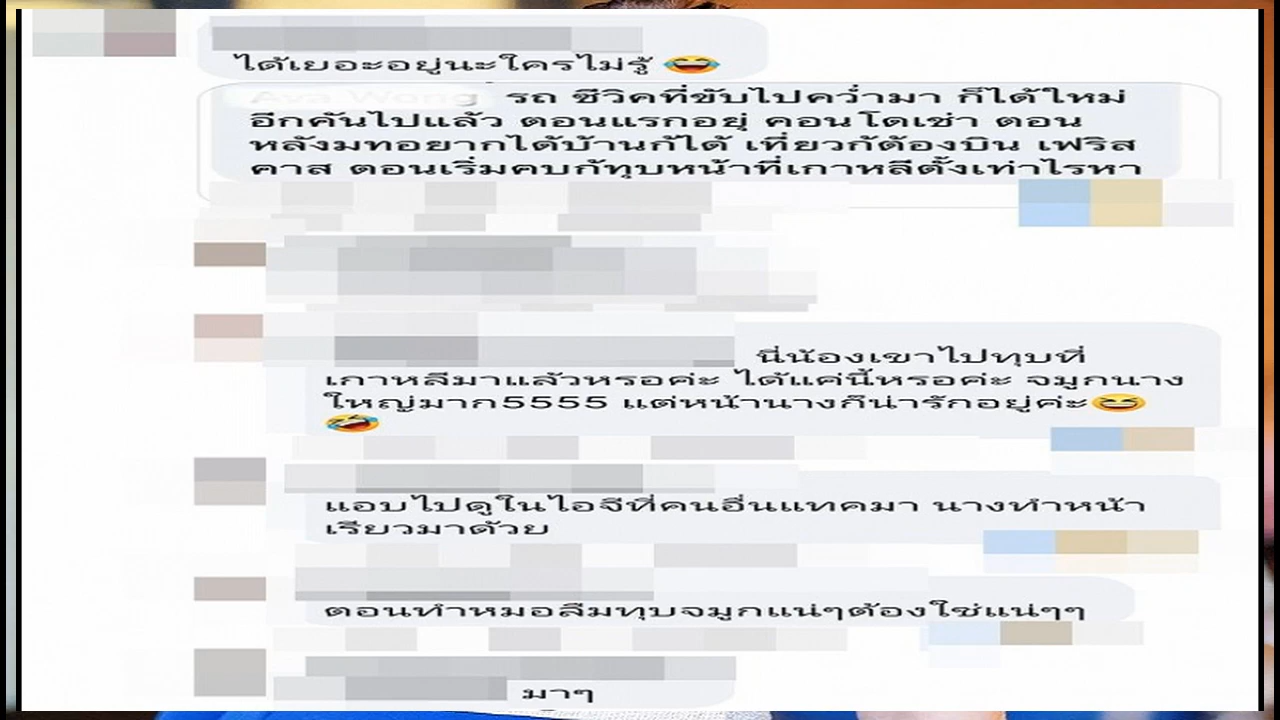 ได้เยอะอยู่นะใครไม่รู้ 😂
Ava Wong รถ ซีวิคที่ขับไปคว่ำมา ก็ได้ใหม่
อีกคันไปแล้ว ตอนแรกอยู่ คอนโดเช่า ตอน
หลังมทอยากได้บ้านก้ได้ เที่ยวก้ต้องบิน เฟริส
คาส ตอนเริ่มคบก้ทุบหน้าที่เกาหลีตั้งเท่าไรหา
นี่น้องเขาไปทุบที่
เกาหลีมาแล้วหรอค่ะ ได้แค่นี้หรอค่ะ จมูกนาง
ใหญ่มาก5555 แต่หน้านางก็น่ารักอยู่ค่ะ😆
🤣
แอบไปดูในไอจีที่คนอื่นแทคมา นางทำหน้า
เรียวมาด้วย
ตอนทำหมอลืมทุบจมูกแน่ๆต้องใช่แน่ๆๆ
มาๆ